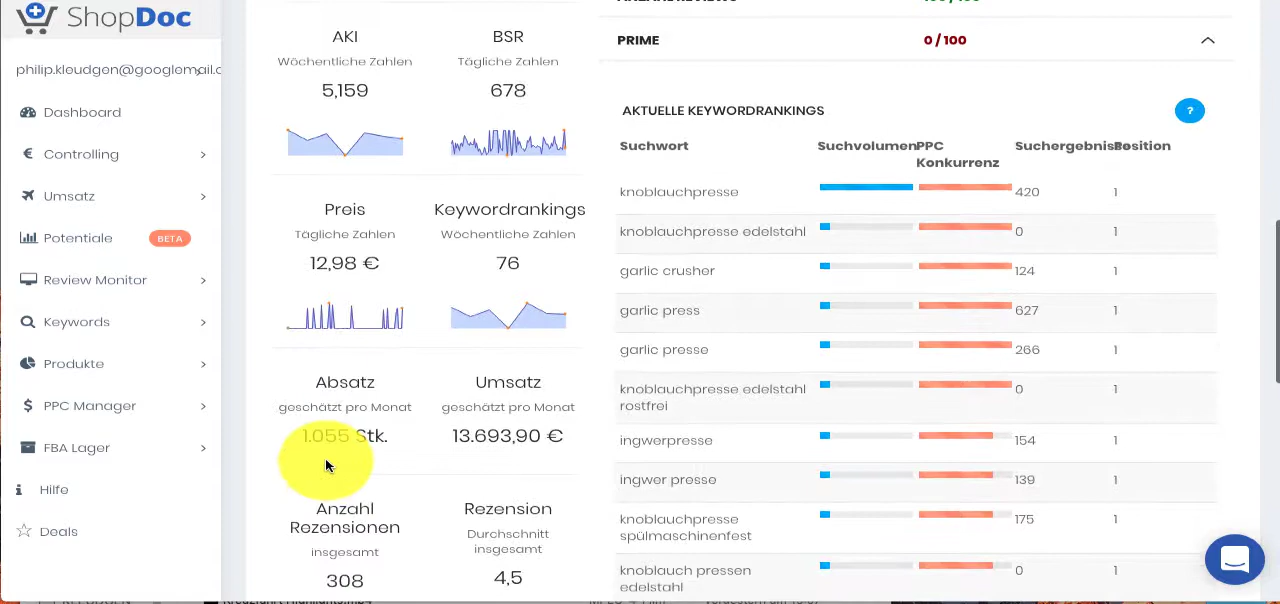 ShopDoc
philip.kleudgen@googlemail.c
Dashboard
Controlling
Umsatz
Potentiale BETA
Review Monitor
Keywords
Produkte
PPC Manager
FBA Lager
Hilfe
Deals
AKI
Wöchentliche Zahlen
5,159
BSR
Tägliche Zahlen
678
Preis
Tägliche Zahlen
12,98 €
Keywordrankings
Wöchentliche Zahlen
76
Absatz
geschätzt pro Monat
1.055 Stk.
Umsatz
geschätzt pro Monat
13.693,90 €
Anzahl
Rezensionen
insgesamt
308
Rezension
Durchschnitt
insgesamt
4,5
PRIME 0 / 100
AKTUELLE KEYWORDRANKINGS ?
Suchwort Suchvolumen PPC Konkurrenz Suchergebnisse Position
knoblauchpresse 420 1
knoblauchpresse edelstahl 0 1
garlic crusher 124 1
garlic press 627 1
garlic presse 266 1
knoblauchpresse edelstahl
rostfrei 0 1
ingwerpresse 154 1
ingwer presse 139 1
knoblauchpresse
spülmaschinenfest 175 1
knoblauch pressen
edelstahl 0 1